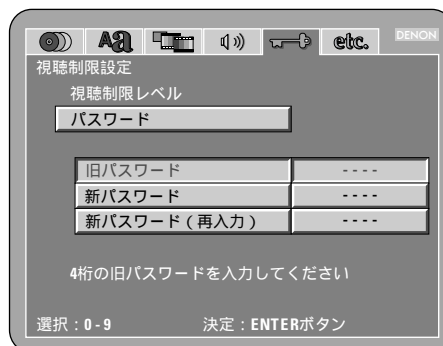 Aa etc. DENON
視聴制限設定
視聴制限レベル
パスワード
旧パスワード ----
新パスワード ----
新パスワード(再入力) ----
4桁の旧パスワードを入力してください
選択:0-9 決定:ENTERボタン